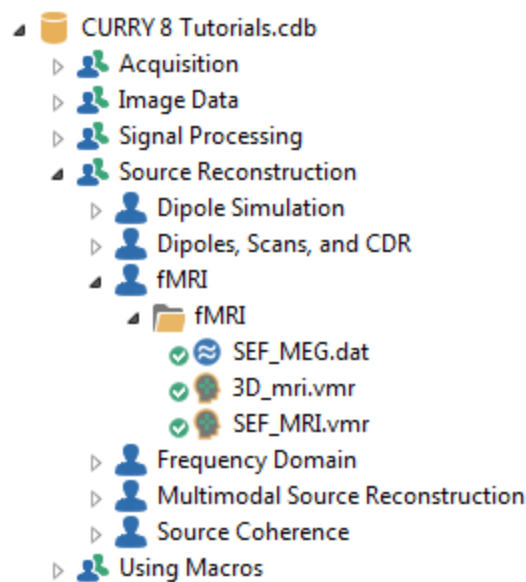 CURRY 8 Tutorials.cdb
Acquisition
Image Data
Signal Processing
Source Reconstruction
Dipole Simulation
Dipoles, Scans, and CDR
fMRI
fMRI
SEF_MEG.dat
3D_mri.vmr
SEF_MRI.vmr
Frequency Domain
Multimodal Source Reconstruction
Source Coherence
Using Macros